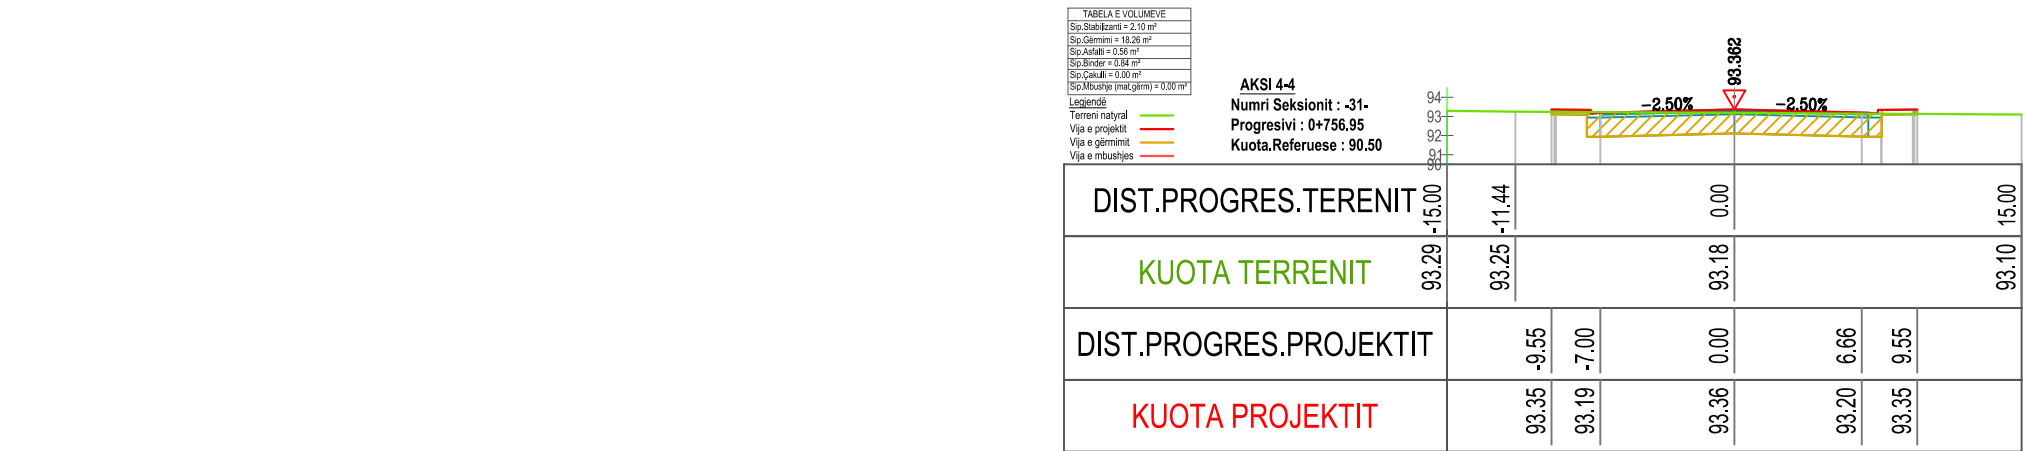 TABELA E VOLUMEVE
Sip.Stabilizanti = 2.10 m²
Sip.Gërmimi = 18.26 m²
Sip.Asfalti = 0.56 m²
Sip.Binder = 0.84 m²
Sip.Çakulli = 0.00 m²
Sip.Mbushje (mat.gërm) = 0.00 m²
Legjendë
Terreni natyral
Vija e projektit
Vija e gërmimit
Vija e mbushjes
AKSI 4-4
Numri Seksionit : -31-
Progresivi : 0+756.95
Kuota.Referuese : 90.50
94
93
92
91
90
93.362
-2.50%
-2.50%
DIST.PROGRES.TERENIT
-15.00
-11.44
0.00
15.00
KUOTA TERRENIT
93.29
93.25
93.18
93.10
DIST.PROGRES.PROJEKTIT
-9.55
-7.00
0.00
6.66
9.55
KUOTA PROJEKTIT
93.35
93.19
93.36
93.20
93.35